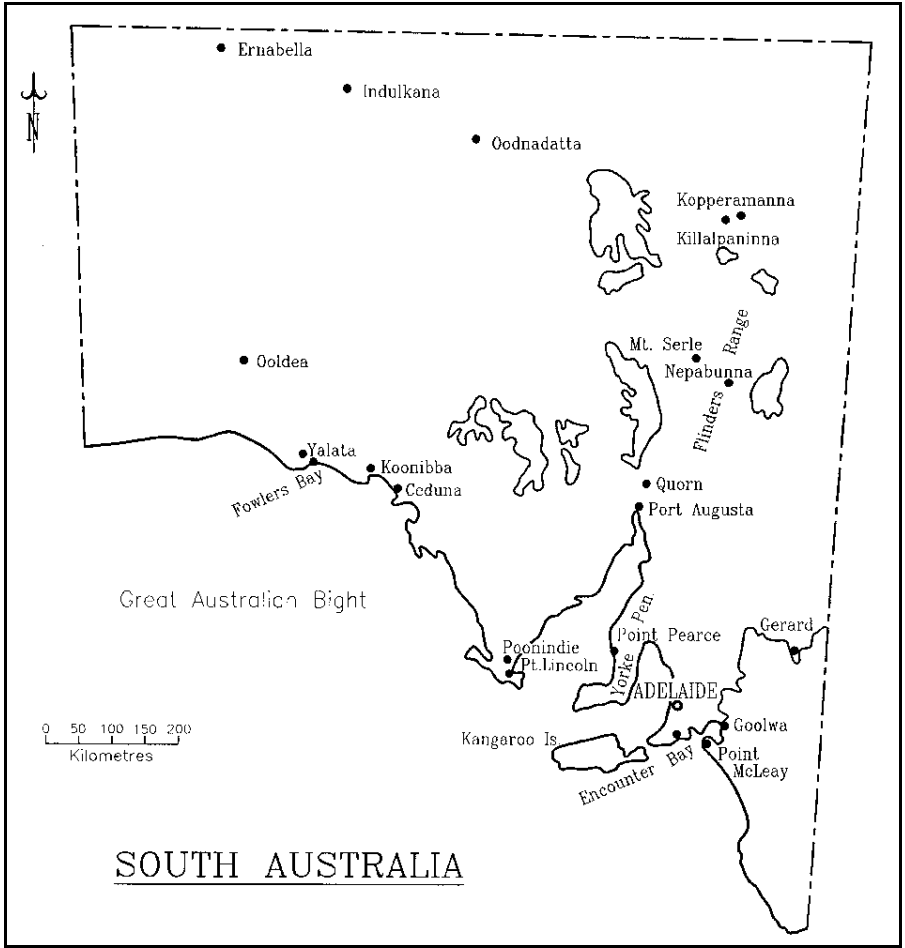 Ernabella
Indulkana
N
Oodnadatta
Kopperamanna
Killalpaninna
Flinders Range
Mt. Serle
Nepabunna
Ooldea
Yalata
Fowlers Bay
Koonibba
Ceduna
Quorn
Port Augusta
Great Australian Bight
Yorke Pen.
Gerard
Point Pearce
Poonindie
Pt.Lincoln
ADELAIDE
0 50 100 150 200
Kilometres
Kangaroo Is.
Goolwa
Encounter Bay
Point
McLeay
SOUTH AUSTRALIA